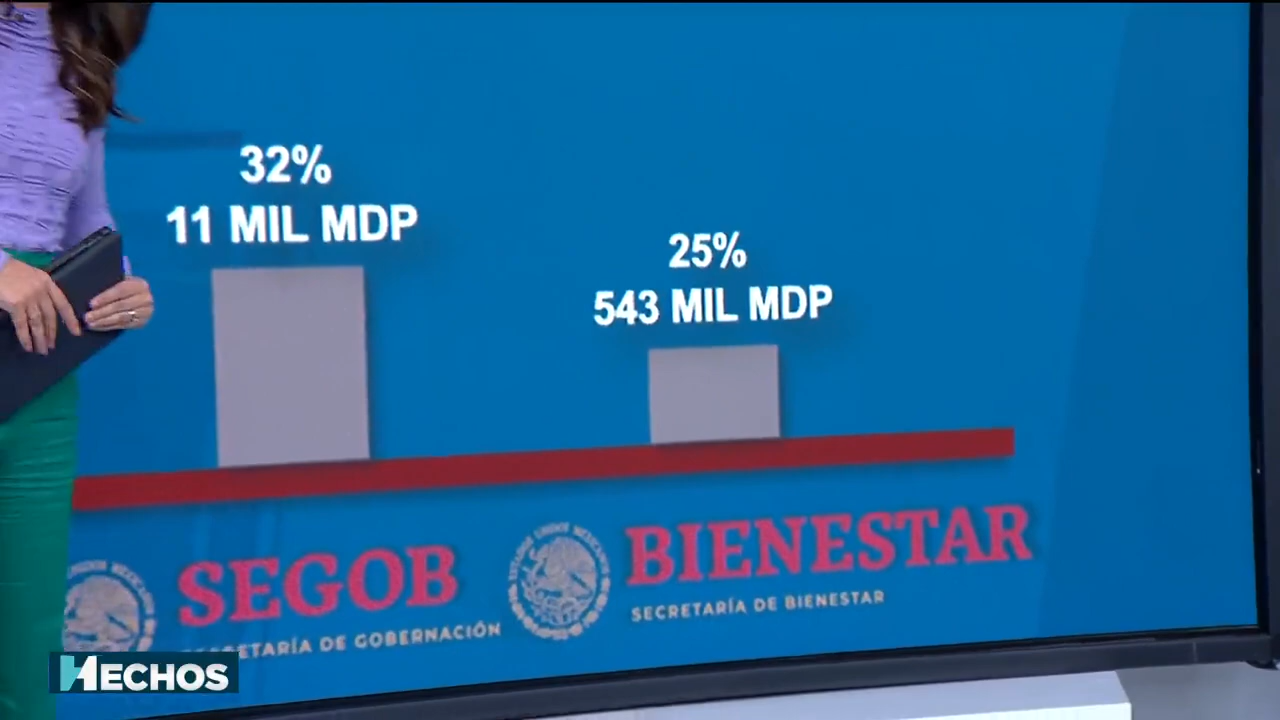 32%
11 MIL MDP
25%
543 MIL MDP
SEGOB
SECRETARÍA DE GOBERNACIÓN
BIENESTAR
SECRETARÍA DE BIENESTAR
HECHOS